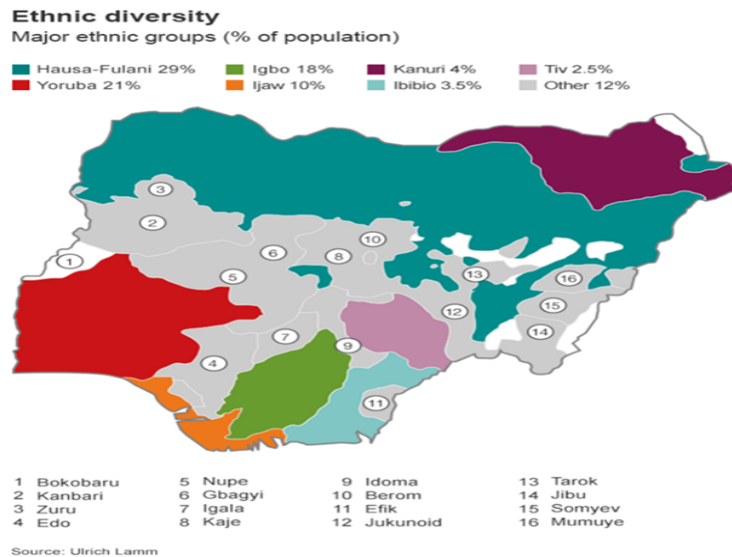 Ethnic diversity
Major ethnic groups (% of population)
Hausa-Fulani 29% Igbo 18% Kanuri 4% Tiv 2.5%
Yoruba 21% Ijaw 10% Ibibio 3.5% Other 12%
3
2
10
1
6
8
5
13
16
15
12
14
7
9
4
11
1 Bokobaru 5 Nupe 9 Idoma 13 Tarok
2 Kanbari 6 Gbagyi 10 Berom 14 Jibu
3 Zuru 7 Igala 11 Efik 15 Somyev
4 Edo 8 Kaje 12 Jukunoid 16 Mumuye
Source: Ulrich Lamm